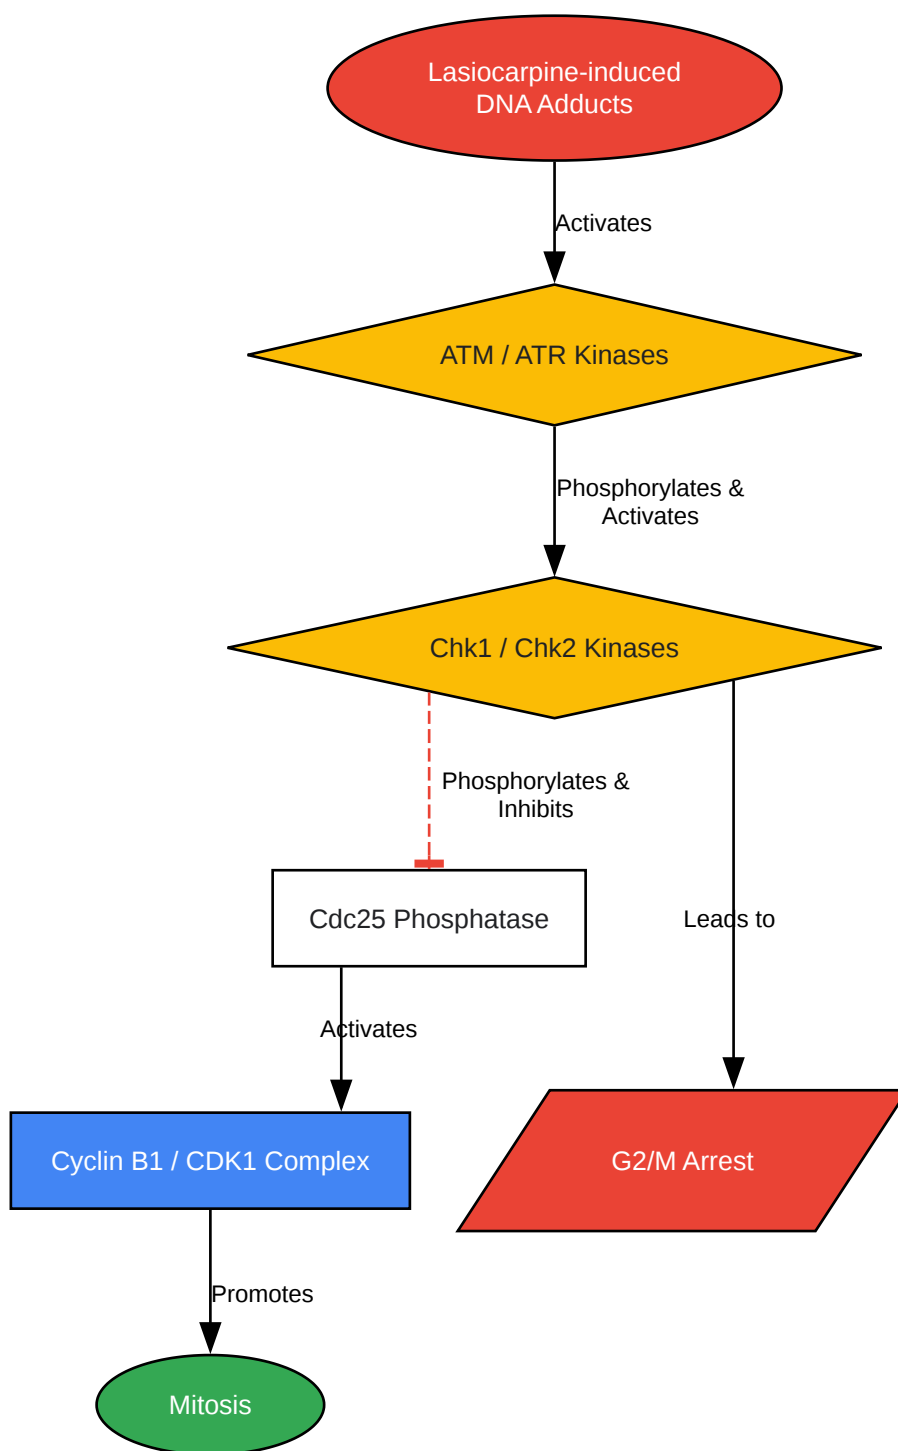 Lasiocarpine-induced
DNA Adducts
Activates
ATM / ATR Kinases
Phosphorylates &
Activates
Chk1 / Chk2 Kinases
Phosphorylates &
Inhibits
Cdc25 Phosphatase
Leads to
Activates
Cyclin B1 / CDK1 Complex
G2/M Arrest
Promotes
Mitosis